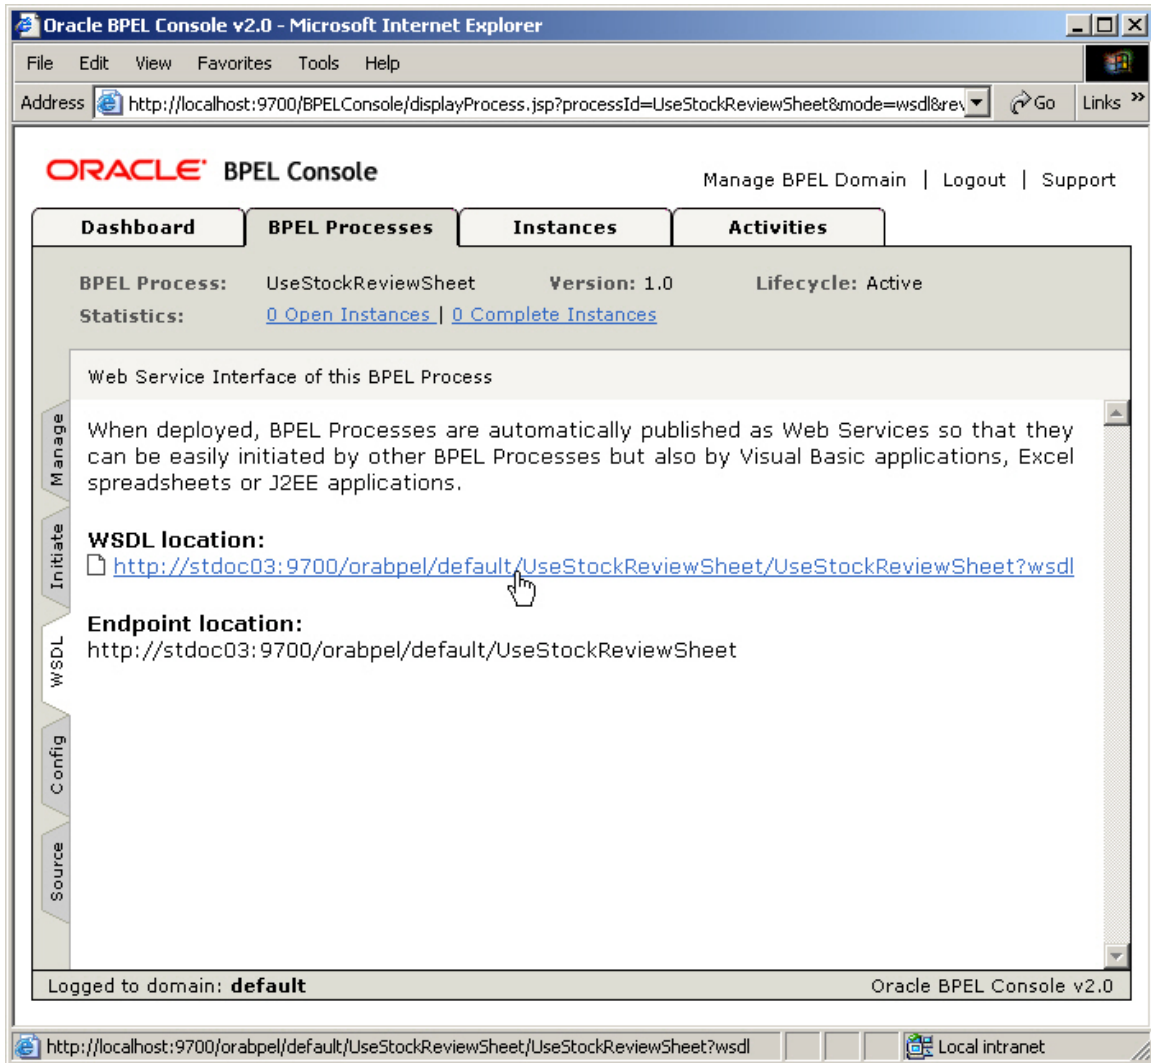 Oracle BPEL Console v2.0 - Microsoft Internet Explorer
File Edit View Favorites Tools Help
Address http://localhost:9700/BPELConsole/displayProcess.jsp?processId=UseStockReviewSheet&mode=wsdl&rev Go Links »
ORACLE BPEL Console
Manage BPEL Domain | Logout | Support
Dashboard BPEL Processes Instances Activities
BPEL Process: UseStockReviewSheet Version: 1.0 Lifecycle: Active
Statistics: 0 Open Instances | 0 Complete Instances
Web Service Interface of this BPEL Process
Manage
When deployed, BPEL Processes are automatically published as Web Services so that they
can be easily initiated by other BPEL Processes but also by Visual Basic applications, Excel
spreadsheets or J2EE applications.
Initiate
WSDL location:
http://stdoc03:9700/orabpel/default/UseStockReviewSheet/UseStockReviewSheet?wsdl
WSDL
Endpoint location:
http://stdoc03:9700/orabpel/default/UseStockReviewSheet
Config
Source
Logged to domain: default Oracle BPEL Console v2.0
http://localhost:9700/orabpel/default/UseStockReviewSheet/UseStockReviewSheet?wsdl Local intranet